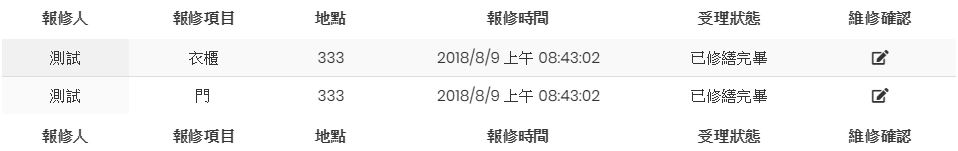 報修人 報修項目 地點 報修時間 受理狀態 維修確認
測試 衣櫃 333 2018/8/9 上午 08:43:02 已修繕完畢
測試 門 333 2018/8/9 上午 08:43:02 已修繕完畢
報修人 報修項目 地點 報修時間 受理狀態 維修確認